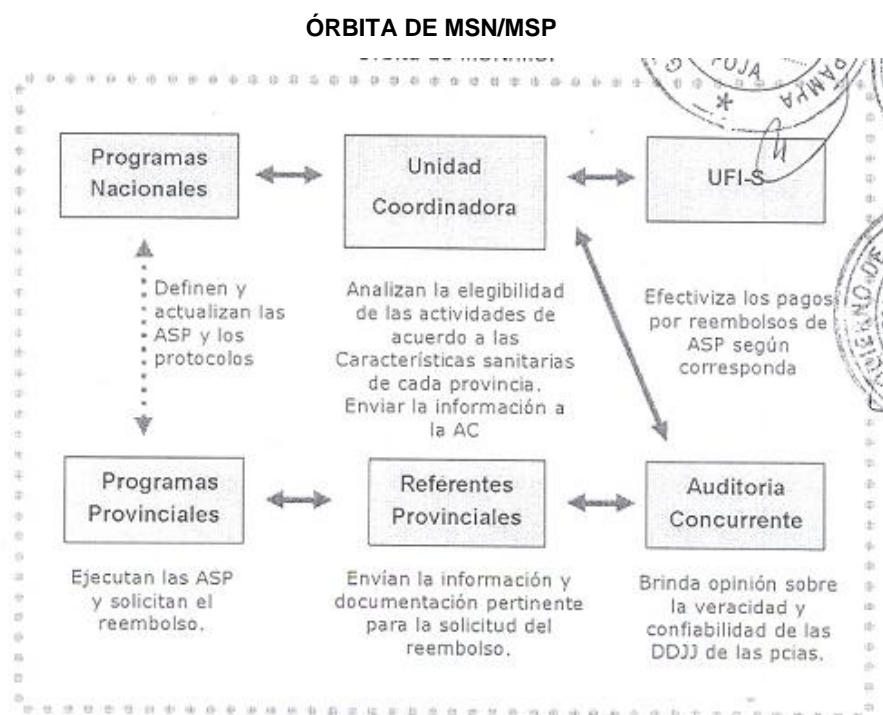 ÓRBITA DE MSN/MSP
Programas
Nacionales
Unidad
Coordinadora
UFI-S
Definen y
actualizan las
ASP y los
protocolos
Analizan la elegibilidad
de las actividades de
acuerdo a las
Características sanitarias
de cada provincia.
Enviar la información a
la AC
Efectiviza los pagos
por reembolsos de
ASP según
corresponda
Programas
Provinciales
Referentes
Provinciales
Auditoria
Concurrente
Ejecutan las ASP
y solicitan el
reembolso.
Envían la información y
documentación pertinente
para la solicitud del
reembolso.
Brinda opinión sobre
la veracidad y
confiabilidad de las
DDJJ de las pcias.